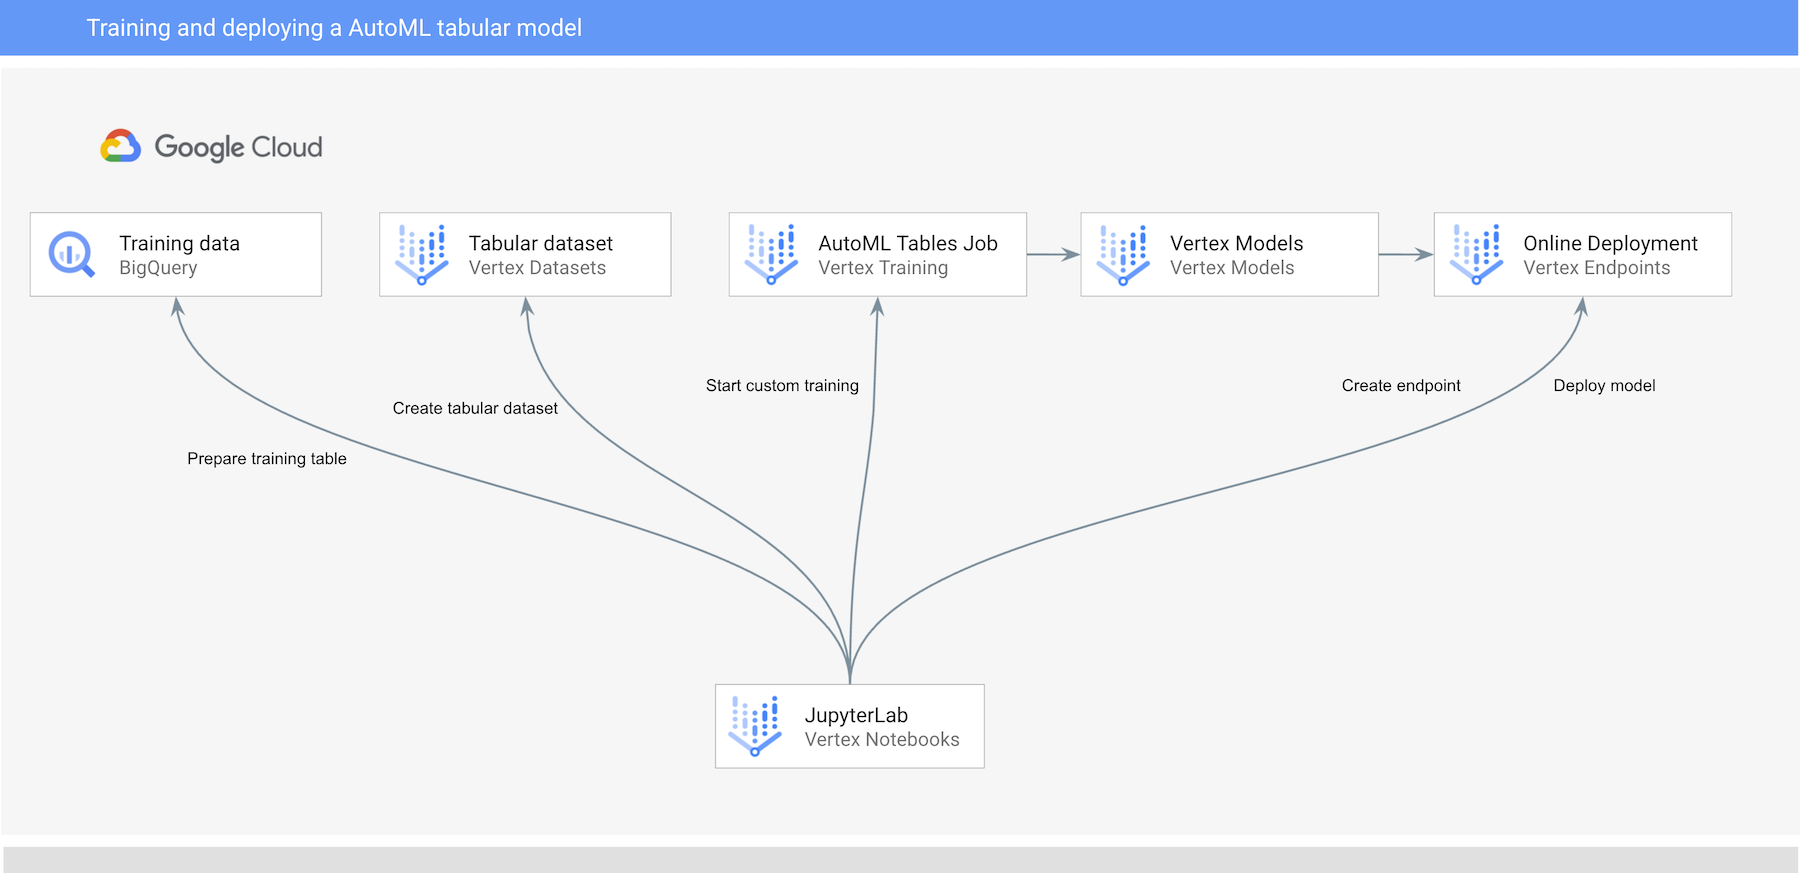 Training and deploying a AutoML tabular model
Google Cloud
Training data
BigQuery
Tabular dataset
Vertex Datasets
AutoML Tables Job
Vertex Training
Vertex Models
Vertex Models
Online Deployment
Vertex Endpoints
Start custom training
Create endpoint
Deploy model
Create tabular dataset
Prepare training table
JupyterLab
Vertex Notebooks